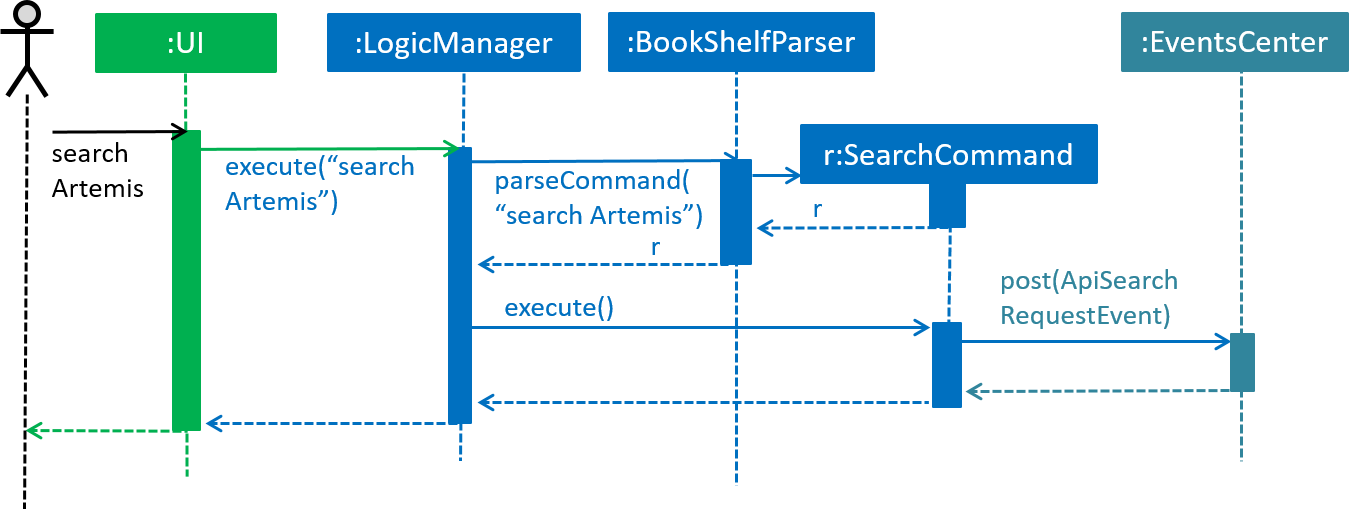 :UI
:LogicManager
:BookShelfParser
:EventsCenter
r:SearchCommand
search
Artemis
execute(“search
Artemis”)
parseCommand(
“search Artemis”)
r
r
post(ApiSearch
RequestEvent)
execute()